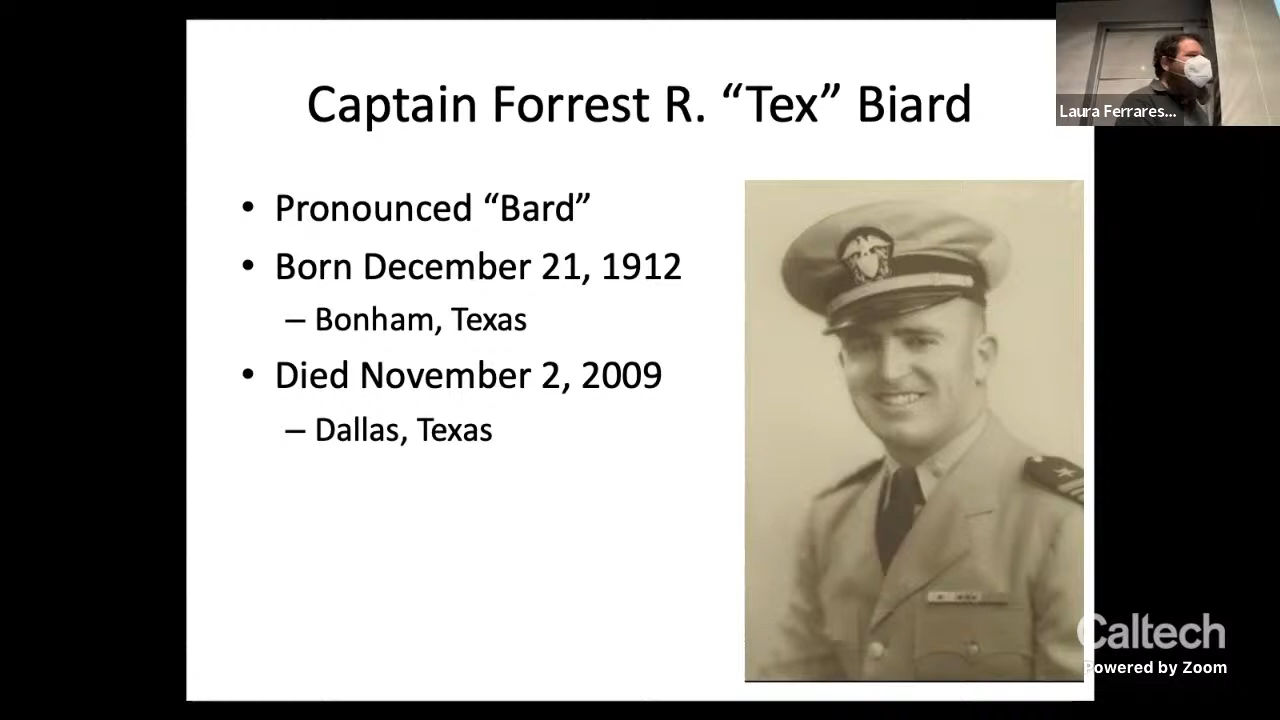 Captain Forrest R. “Tex” Biard
• Pronounced “Bard”
• Born December 21, 1912
– Bonham, Texas
• Died November 2, 2009
– Dallas, Texas
Laura Ferrares...
Caltech
Powered by Zoom